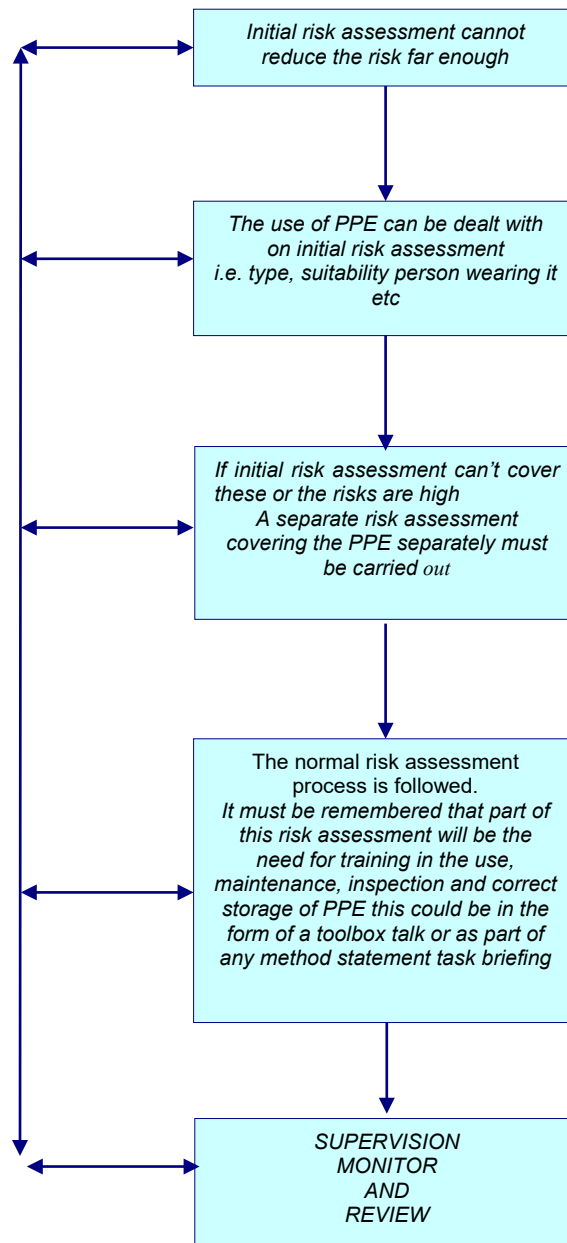 Initial risk assessment cannot
reduce the risk far enough
The use of PPE can be dealt with
on initial risk assessment
i.e. type, suitability person wearing it
etc
If initial risk assessment can’t cover
these or the risks are high
A separate risk assessment
covering the PPE separately must
be carried out
The normal risk assessment
process is followed.
It must be remembered that part of
this risk assessment will be the
need for training in the use,
maintenance, inspection and correct
storage of PPE this could be in the
form of a toolbox talk or as part of
any method statement task briefing
SUPERVISION
MONITOR
AND
REVIEW